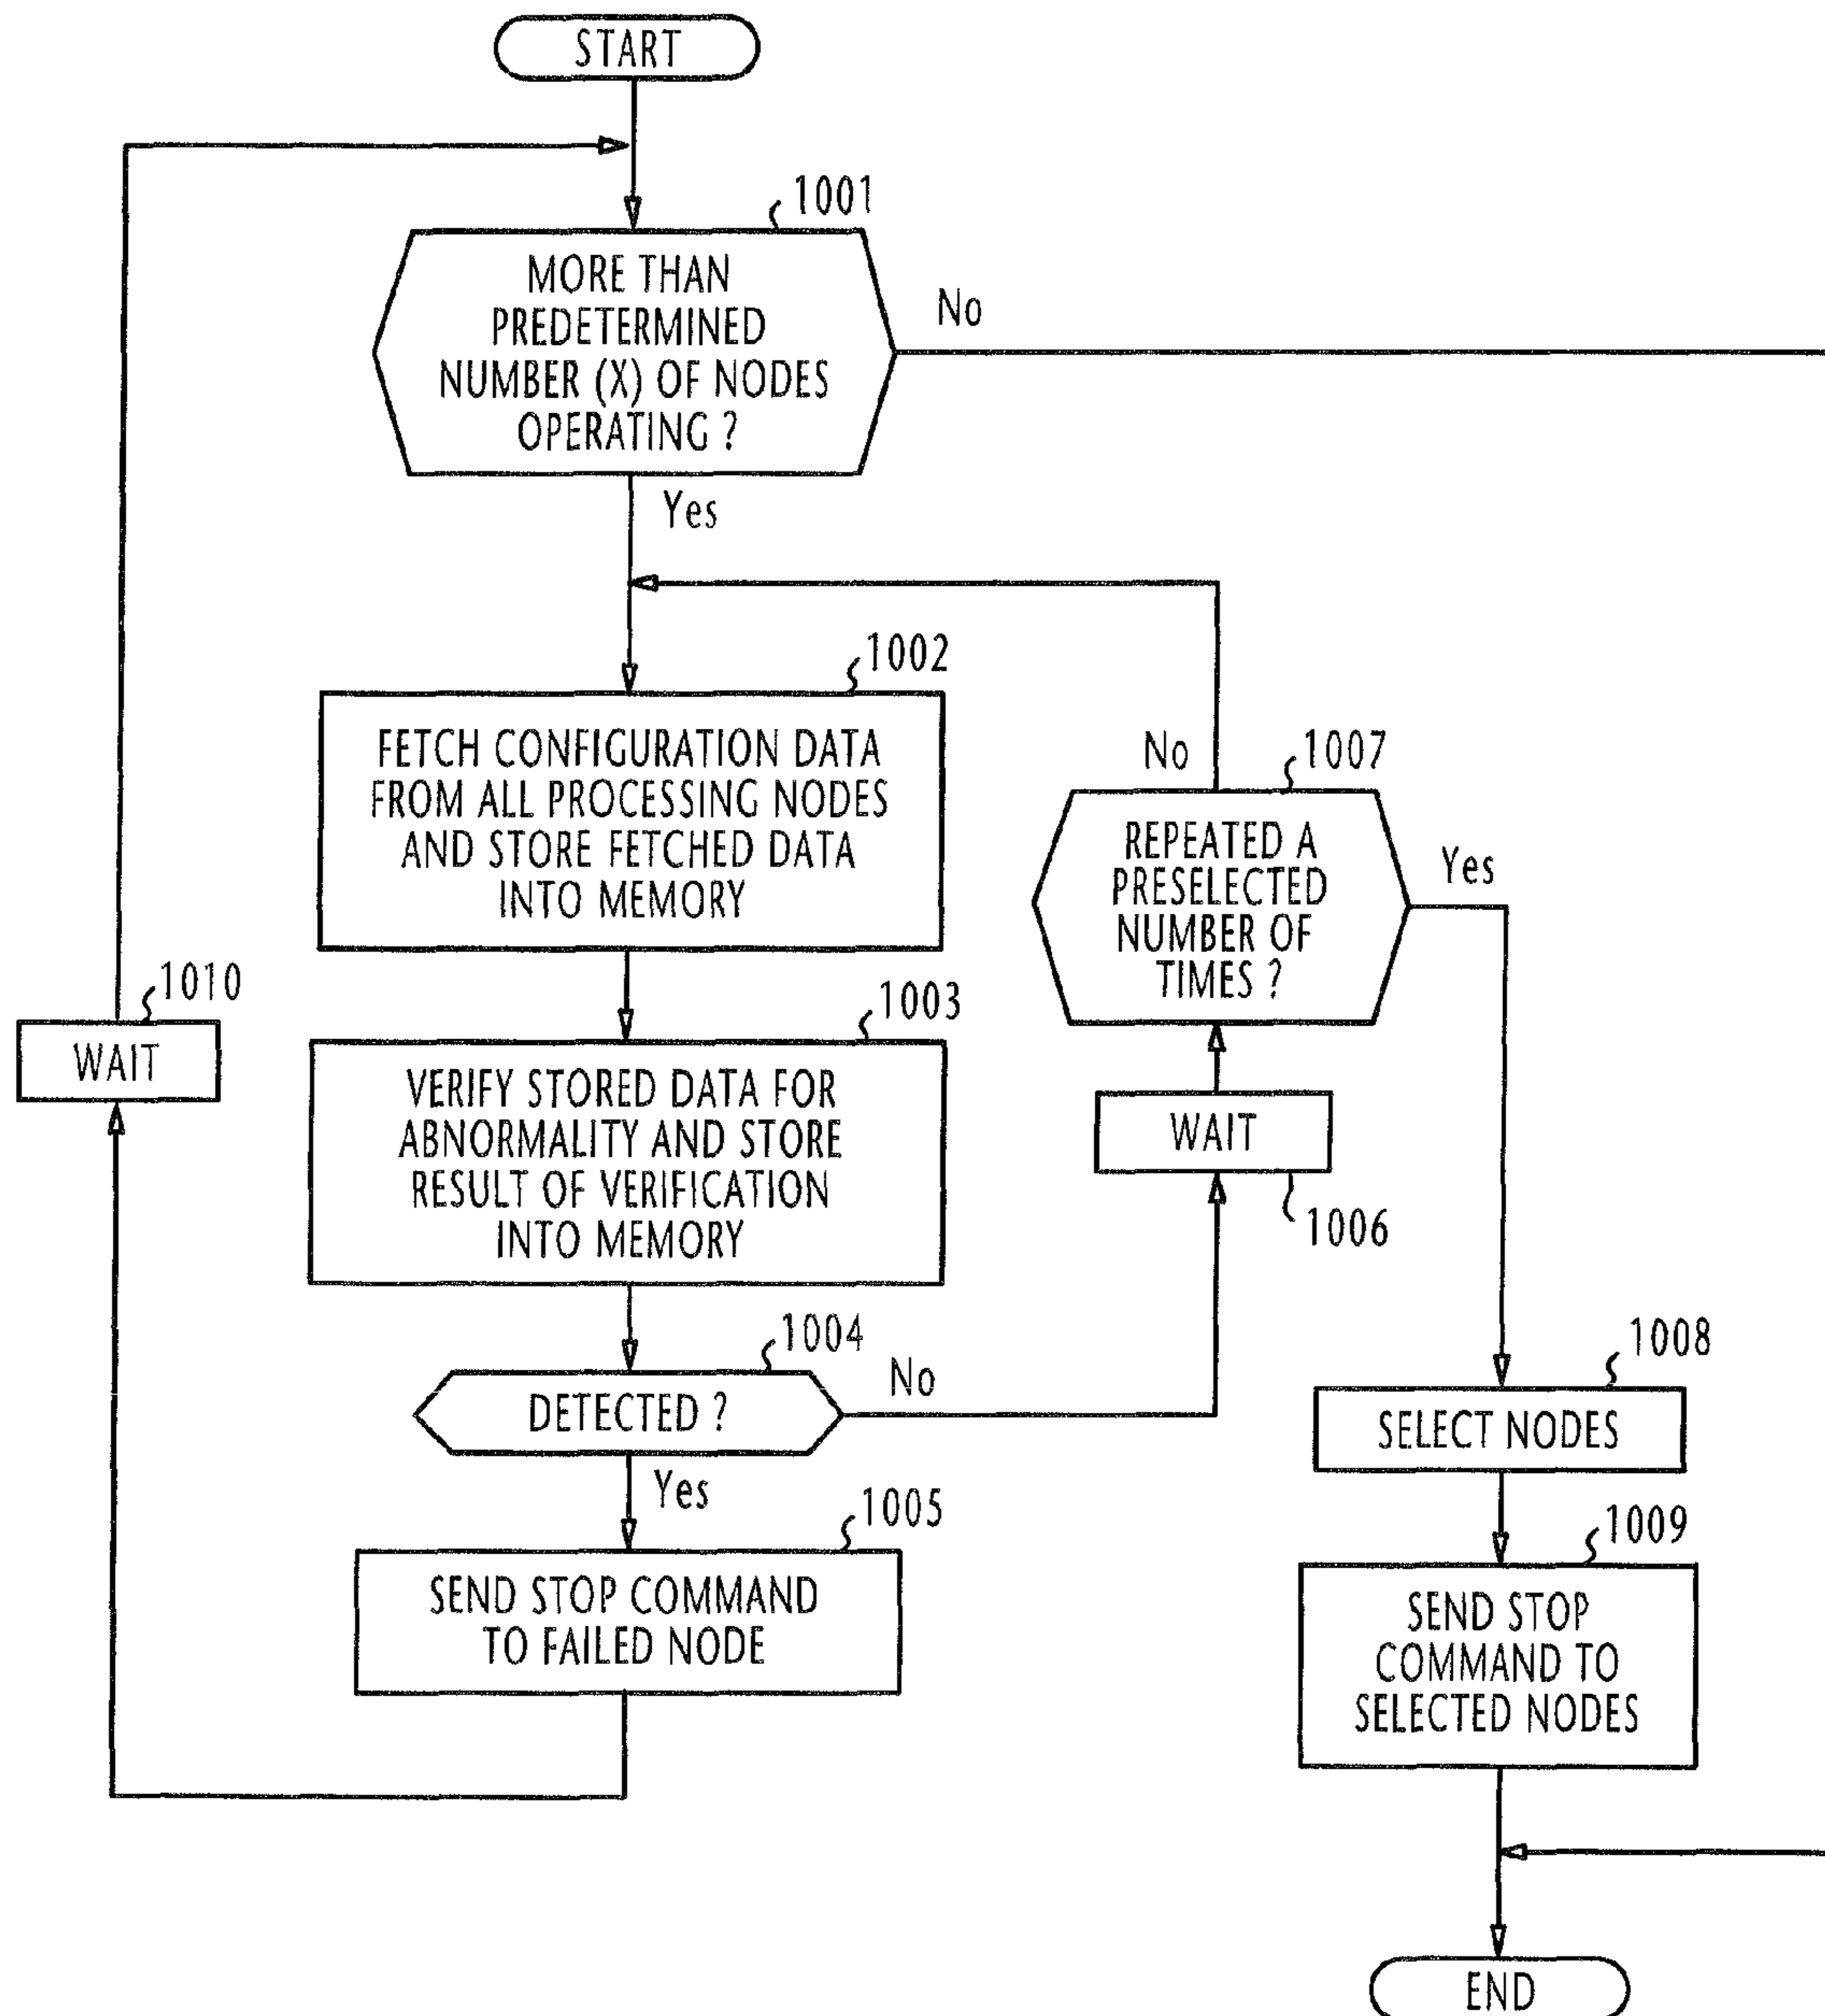 START
1001
MORE THAN
PREDETERMINED
NUMBER (X) OF NODES
OPERATING ?
No
Yes
1002
FETCH CONFIGURATION DATA
FROM ALL PROCESSING NODES
AND STORE FETCHED DATA
INTO MEMORY
No
1007
REPEATED A
PRESELECTED
NUMBER OF
TIMES ?
Yes
1010
WAIT
1003
VERIFY STORED DATA FOR
ABNORMALITY AND STORE
RESULT OF VERIFICATION
INTO MEMORY
WAIT
1006
1004
DETECTED ?
No
Yes
1008
SELECT NODES
1005
SEND STOP COMMAND
TO FAILED NODE
1009
SEND STOP
COMMAND TO
SELECTED NODES
END